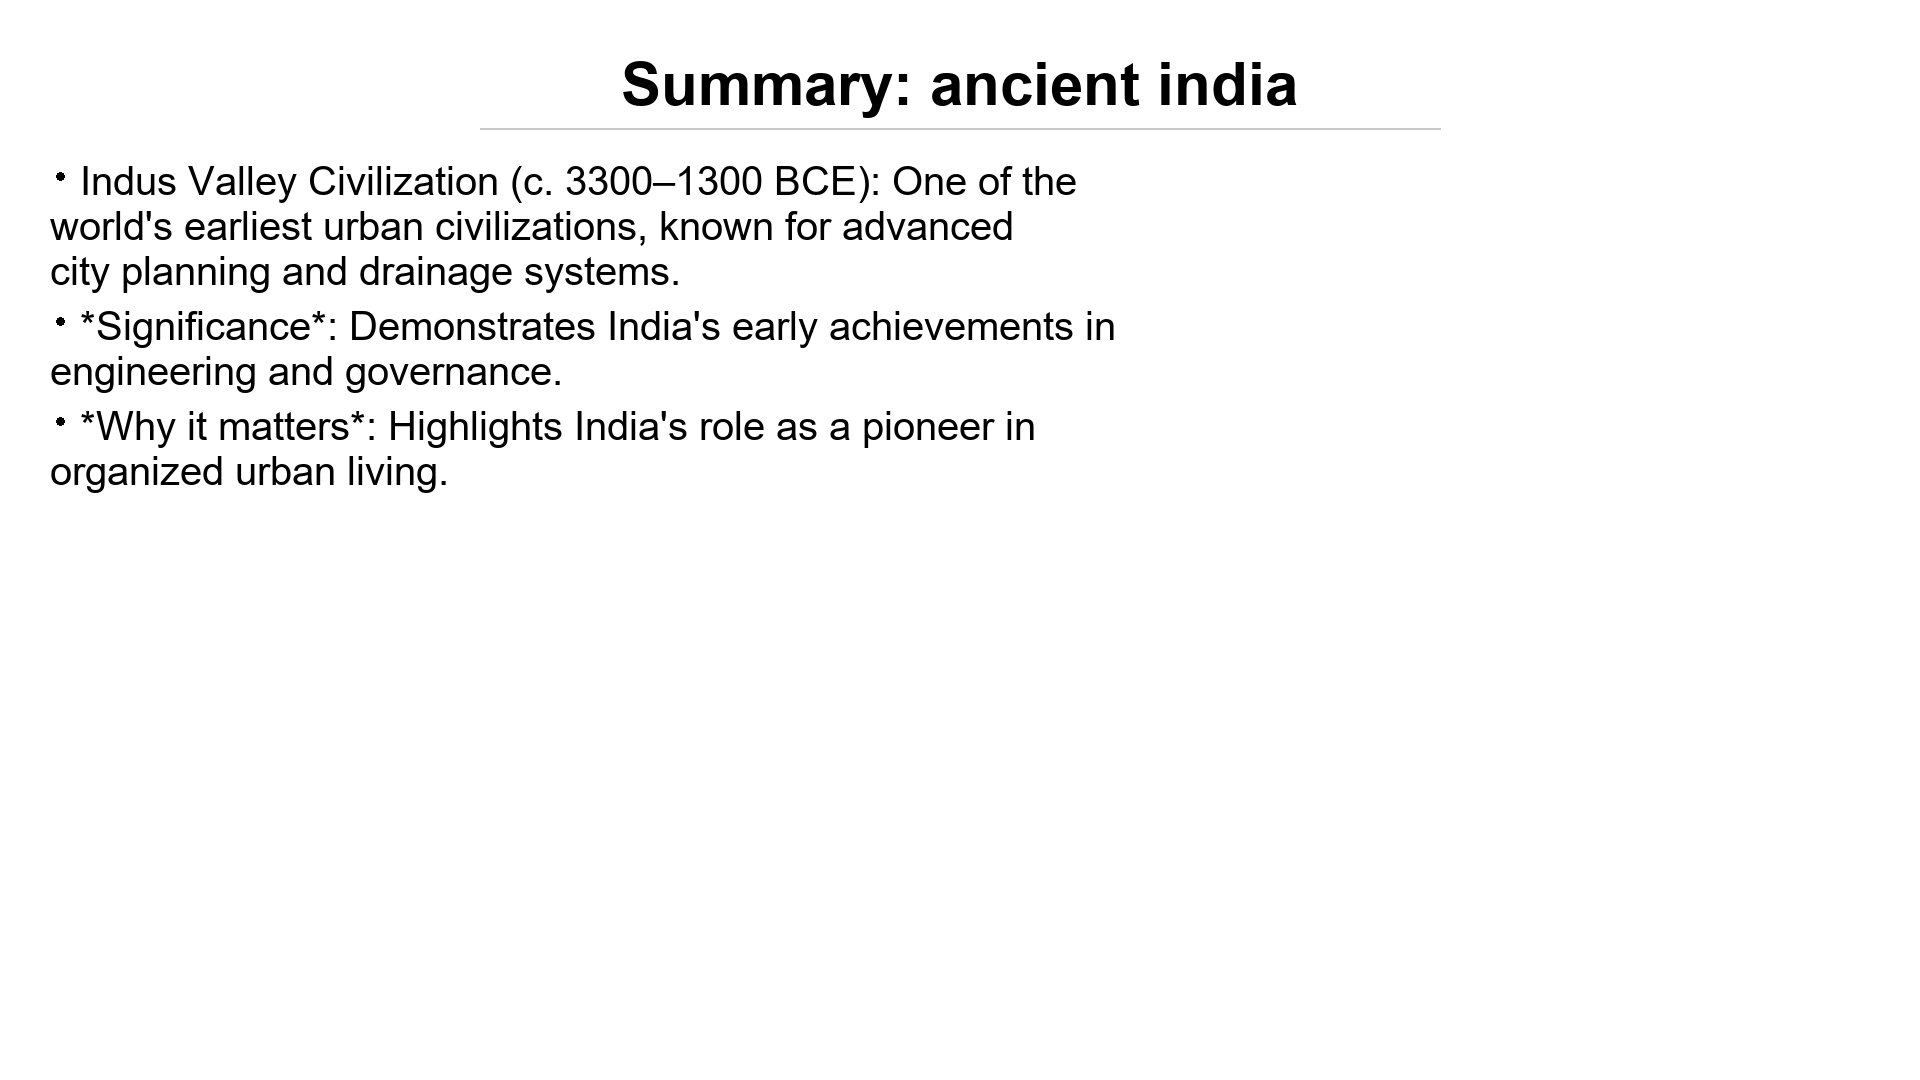 Summary: ancient india
• Indus Valley Civilization (c. 3300–1300 BCE): One of the
world's earliest urban civilizations, known for advanced
city planning and drainage systems.
• *Significance*: Demonstrates India's early achievements in
engineering and governance.
• *Why it matters*: Highlights India's role as a pioneer in
organized urban living.